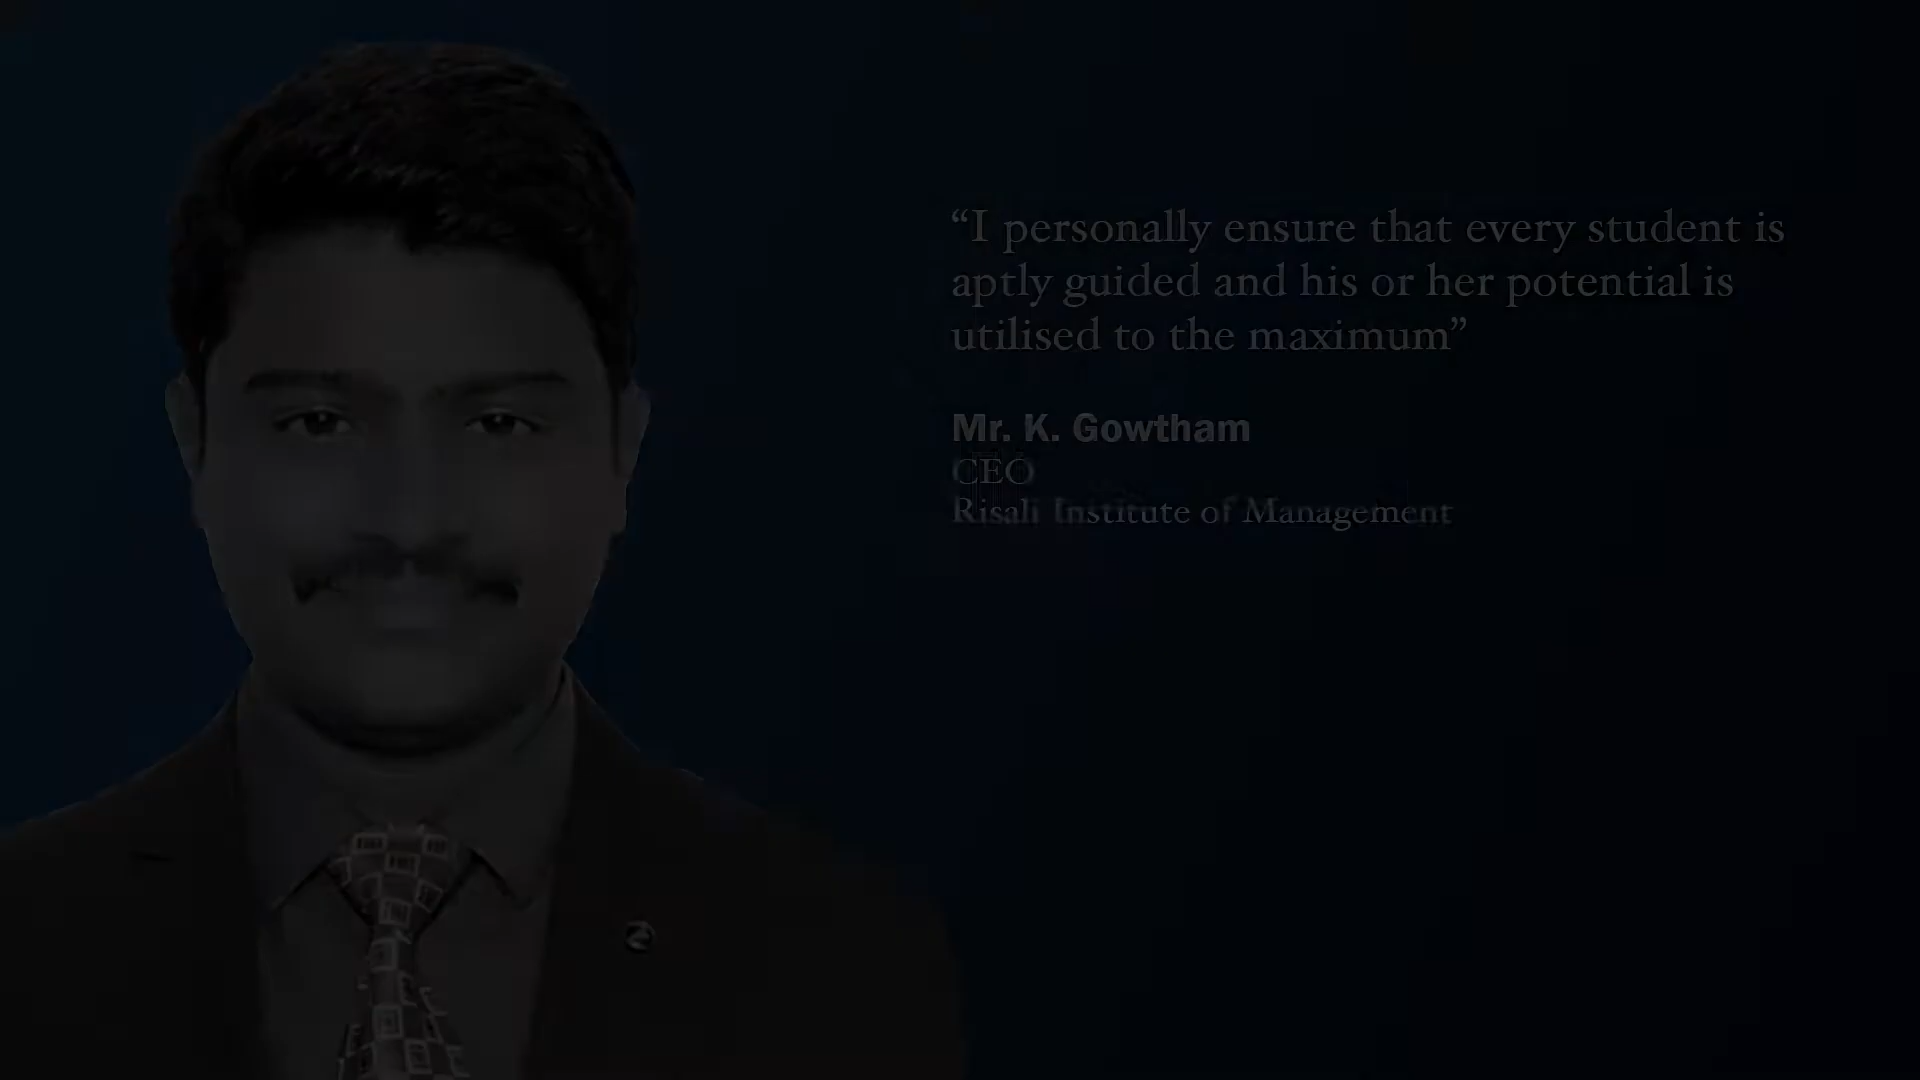 “I personally ensure that every student is
aptly guided and his or her potential is
utilised to the maximum”
Mr. K. Gowtham
CEO
Risali Institute of Management